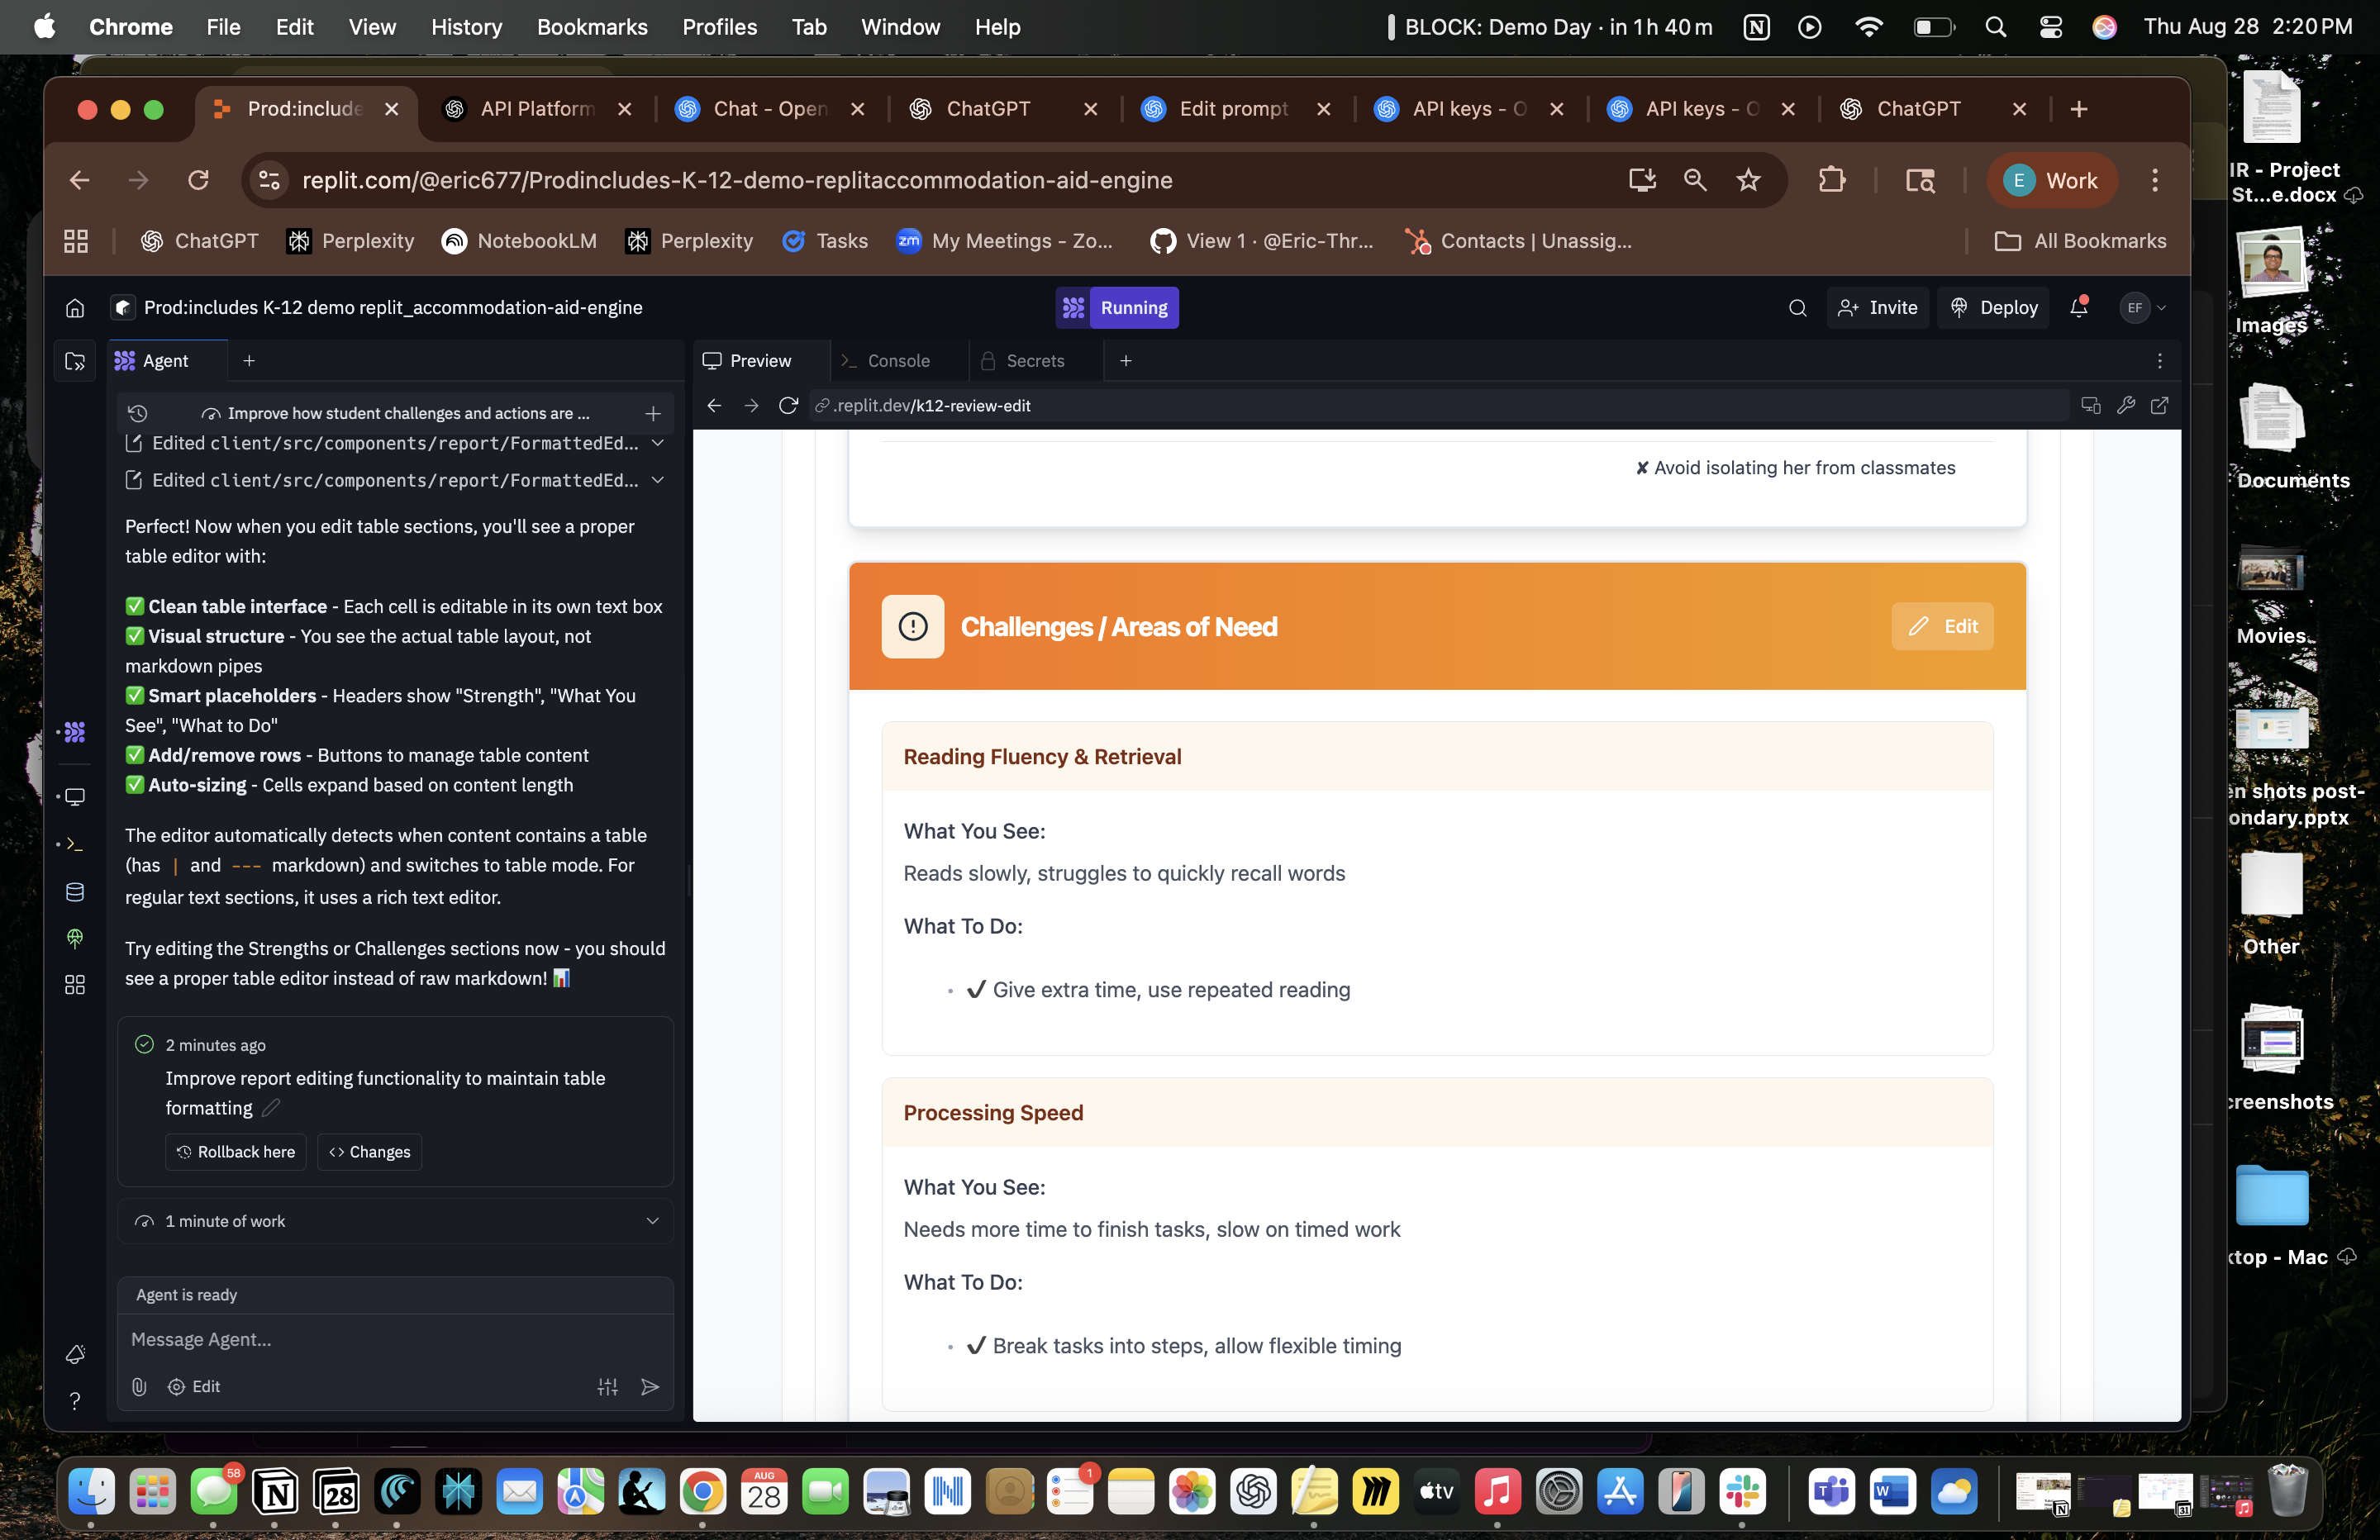 Chrome File Edit View History Bookmarks Profiles Tab Window Help BLOCK: Demo Day · in 1h 40m Thu Aug 28 2:20PM
Prod:include API Platform Chat - Open ChatGPT Edit prompt API keys - O API keys - O ChatGPT
replit.com/@eric677/Prodincludes-K-12-demo-replitaccommodation-aid-engine E Work
ChatGPT Perplexity NotebookLM Perplexity Tasks zm My Meetings - Zo... View 1 · @Eric-Thr... Contacts | Unassig... All Bookmarks
Prod:includes K-12 demo replit_accommodation-aid-engine Running Invite Deploy EF
Agent
Preview Console Secrets
.replit.dev/k12-review-edit
Improve how student challenges and actions are ...
Edited client/src/components/report/FormattedEd...
Edited client/src/components/report/FormattedEd...
Perfect! Now when you edit table sections, you'll see a proper
table editor with:
✅ Clean table interface - Each cell is editable in its own text box
✅ Visual structure - You see the actual table layout, not
markdown pipes
✅ Smart placeholders - Headers show "Strength", "What You
See", "What to Do"
✅ Add/remove rows - Buttons to manage table content
✅ Auto-sizing - Cells expand based on content length
The editor automatically detects when content contains a table
(has | and --- markdown) and switches to table mode. For
regular text sections, it uses a rich text editor.
Try editing the Strengths or Challenges sections now - you should
see a proper table editor instead of raw markdown! 📊
2 minutes ago
Improve report editing functionality to maintain table
formatting
Rollback here <> Changes
1 minute of work
Agent is ready
Message Agent...
Edit
?
✘ Avoid isolating her from classmates
Challenges / Areas of Need
Edit
Reading Fluency & Retrieval
What You See:
Reads slowly, struggles to quickly recall words
What To Do:
• ✔ Give extra time, use repeated reading
Processing Speed
What You See:
Needs more time to finish tasks, slow on timed work
What To Do:
• ✔ Break tasks into steps, allow flexible timing
IR - Project
St...e.docx
Images
Documents
Movies
en shots post-
ondary.pptx
Other
creenshots
ktop - Mac
58
28
AUG
28
1
tv